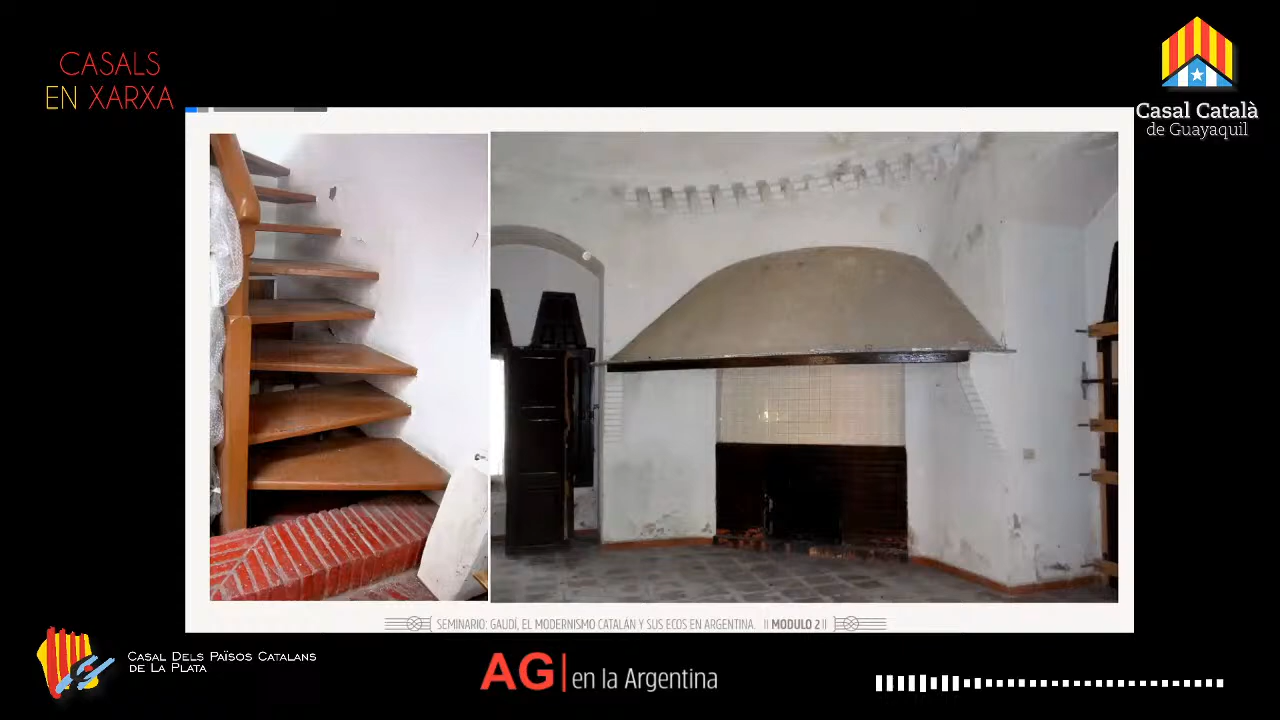 CASALS
EN XARXA
Casal Català
de Guayaquil
SEMINARIO: GAUDÍ, EL MODERNISMO CATALAN Y SUS ECOS EN ARGENTINA. || MODULO 2 ||
CASAL DELS PAÏSOS CATALANS
DE LA PLATA
AG| en la Argentina